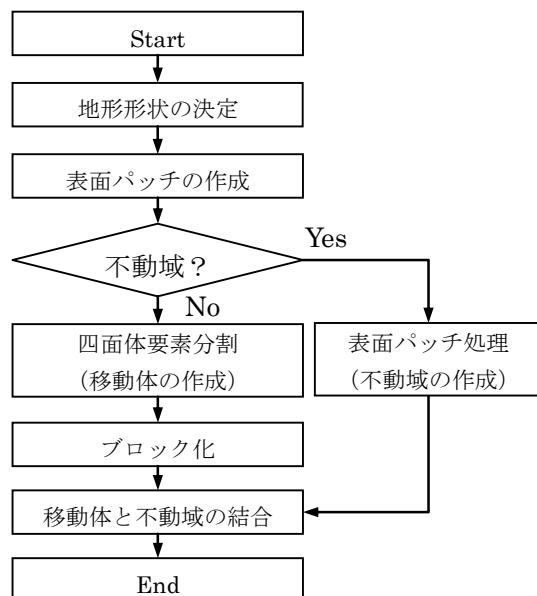 Start
地形形状の決定
表面パッチの作成
不動域？
Yes
No
四面体要素分割
（移動体の作成）
表面パッチ処理
（不動域の作成）
ブロック化
移動体と不動域の結合
End